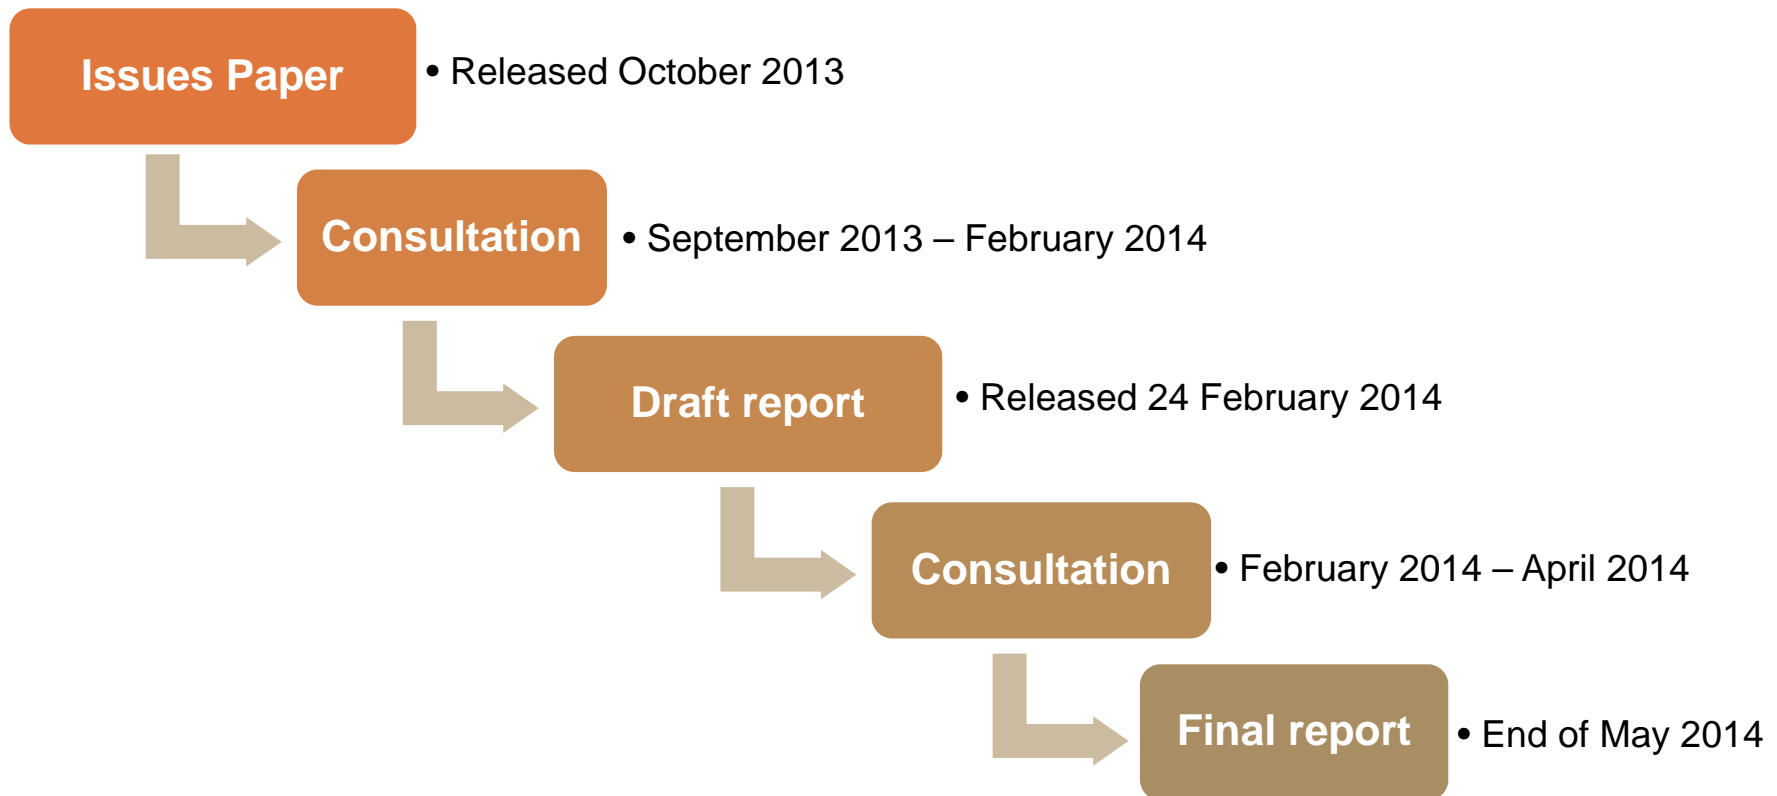 Issues Paper
• Released October 2013
Consultation
• September 2013 – February 2014
Draft report
• Released 24 February 2014
Consultation
• February 2014 – April 2014
Final report
• End of May 2014